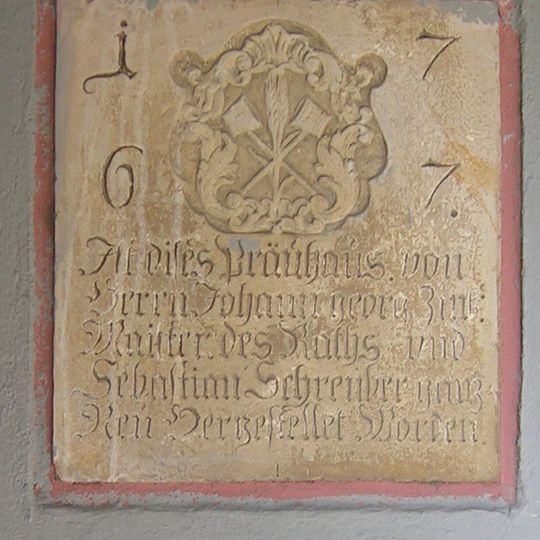 i 7
6 7.
Ist dises Präuhaus von
Herrn Johann georg Zint:
Maister des Raths und
Sebastian Schreyber ganz
Neu Hergestellet Worden.